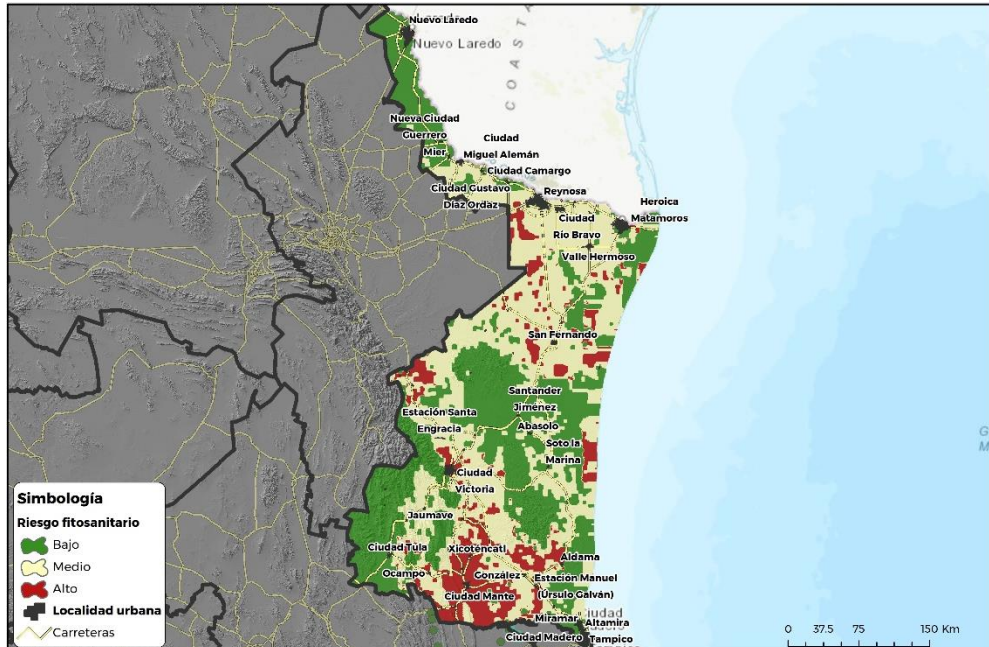 Nuevo Laredo
Nuevo Laredo
COASTA
Nueva Ciudad
Guerrero
Mier
Ciudad
Miguel Alemán
Ciudad Camargo
Ciudad Gustavo
Díaz Ordaz
Reynosa
Heroica
Matamoros
Ciudad
Río Bravo
Valle Hermoso
San Fernando
Santander
Jiménez
Estación Santa
Engracia
Abasolo
Soto la
Marina
Ciudad
Victoria
Jaumave
Ciudad Tula
Xicoténcatl
Aldama
Ocampo
González
Estación Manuel
(Úrsulo Galván)
Ciudad Mante
Ciudad
Miramar
Altamira
Ciudad Madero
Tampico
G
M
Simbología
Riesgo fitosanitario
Bajo
Medio
Alto
Localidad urbana
Carreteras
0 37.5 75 150 Km